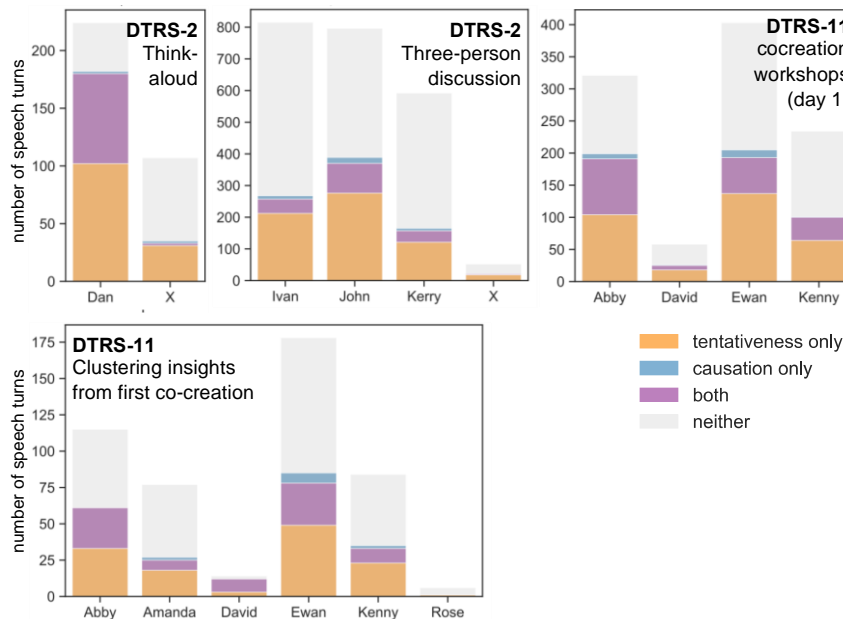 DTRS-2
Think-
aloud
number of speech turns
200
150
100
50
0
Dan X
DTRS-2
Three-person
discussion
800
700
600
500
400
300
200
100
0
Ivan John Kerry X
DTRS-11
cocreation
workshops
(day 1
400
350
300
250
200
150
100
50
0
Abby David Ewan Kenny
DTRS-11
Clustering insights
from first co-creation
number of speech turns
175
150
125
100
75
50
25
0
Abby Amanda David Ewan Kenny Rose
tentativeness only
causation only
both
neither